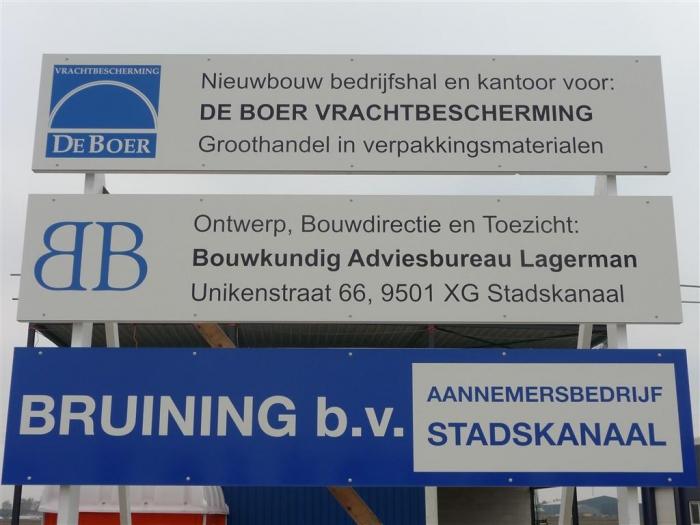 VRACHTBESCHERMING
DE BOER
Nieuwbouw bedrijfshal en kantoor voor:
DE BOER VRACHTBESCHERMING
Groothandel in verpakkingsmaterialen
BB
Ontwerp, Bouwdirectie en Toezicht:
Bouwkundig Adviesbureau Lagerman
Unikenstraat 66, 9501 XG Stadskanaal
BRUINING b.v.
AANNEMERSBEDRIJF
STADSKANAAL